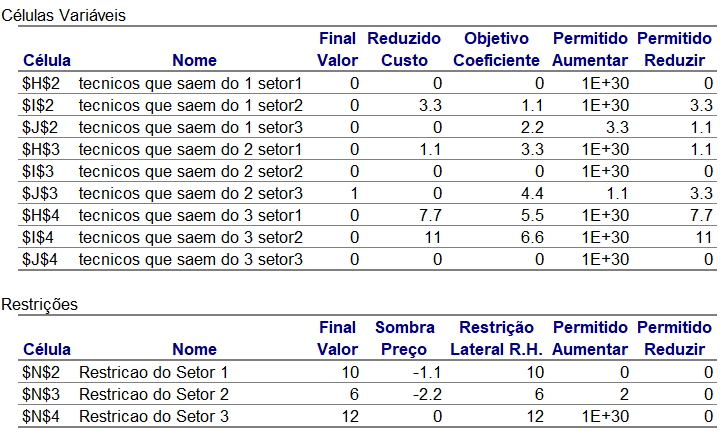 Células Variáveis
Final Reduzido Objetivo Permitido Permitido
Célula Nome Valor Custo Coeficiente Aumentar Reduzir
$H$2 tecnicos que saem do 1 setor1 0 0 0 1E+30 0
$I$2 tecnicos que saem do 1 setor2 0 3.3 1.1 1E+30 3.3
$J$2 tecnicos que saem do 1 setor3 0 0 2.2 3.3 1.1
$H$3 tecnicos que saem do 2 setor1 0 1.1 3.3 1E+30 1.1
$I$3 tecnicos que saem do 2 setor2 0 0 0 1E+30 0
$J$3 tecnicos que saem do 2 setor3 1 0 4.4 1.1 3.3
$H$4 tecnicos que saem do 3 setor1 0 7.7 5.5 1E+30 7.7
$I$4 tecnicos que saem do 3 setor2 0 11 6.6 1E+30 11
$J$4 tecnicos que saem do 3 setor3 0 0 0 1E+30 0
Restrições
Final Sombra Restrição Permitido Permitido
Célula Nome Valor Preço Lateral R.H. Aumentar Reduzir
$N$2 Restricao do Setor 1 10 -1.1 10 0 0
$N$3 Restricao do Setor 2 6 -2.2 6 2 0
$N$4 Restricao do Setor 3 12 0 12 1E+30 0